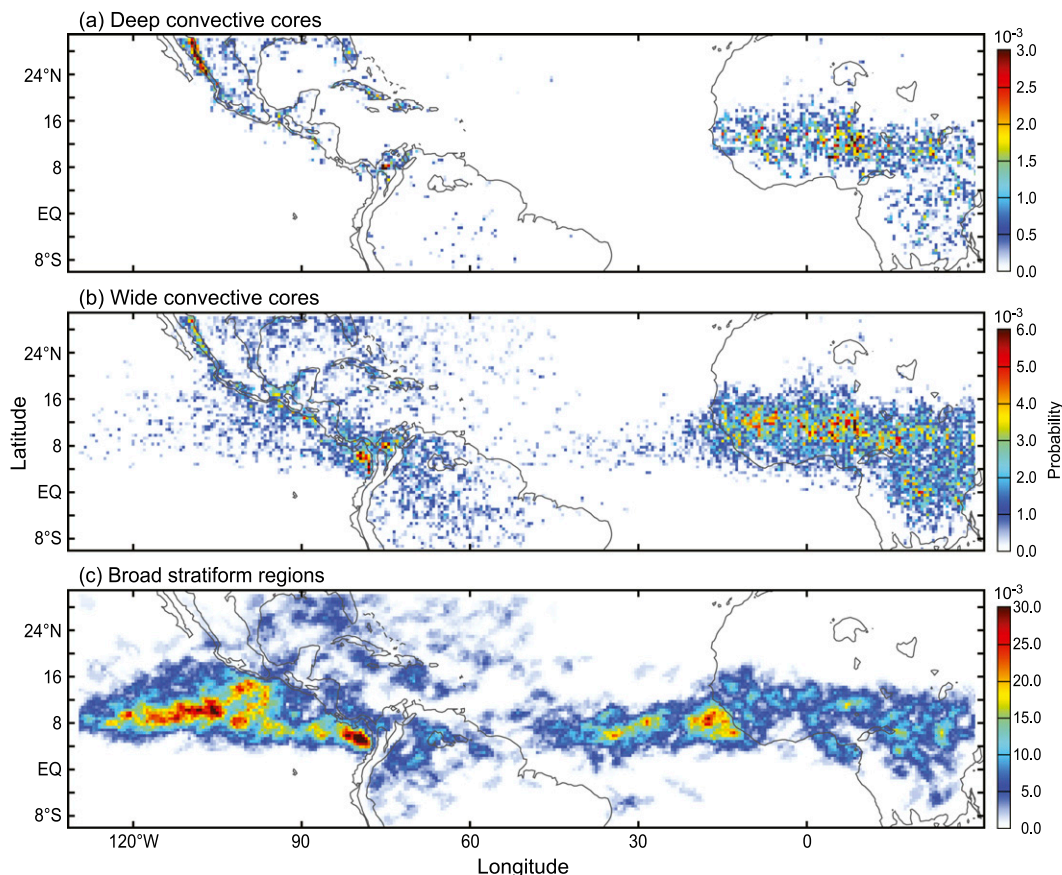 (a) Deep convective cores
10⁻³
3.0
24°N
2.5
16
2.0
8
1.5
EQ
1.0
0.5
8°S
0.0
(b) Wide convective cores
10⁻³
6.0
24°N
5.0
16
4.0
8
3.0
EQ
2.0
1.0
8°S
0.0
Latitude
Probability
(c) Broad stratiform regions
10⁻³
30.0
24°N
25.0
16
20.0
8
15.0
EQ
10.0
5.0
8°S
0.0
120°W 90 60 30 0
Longitude